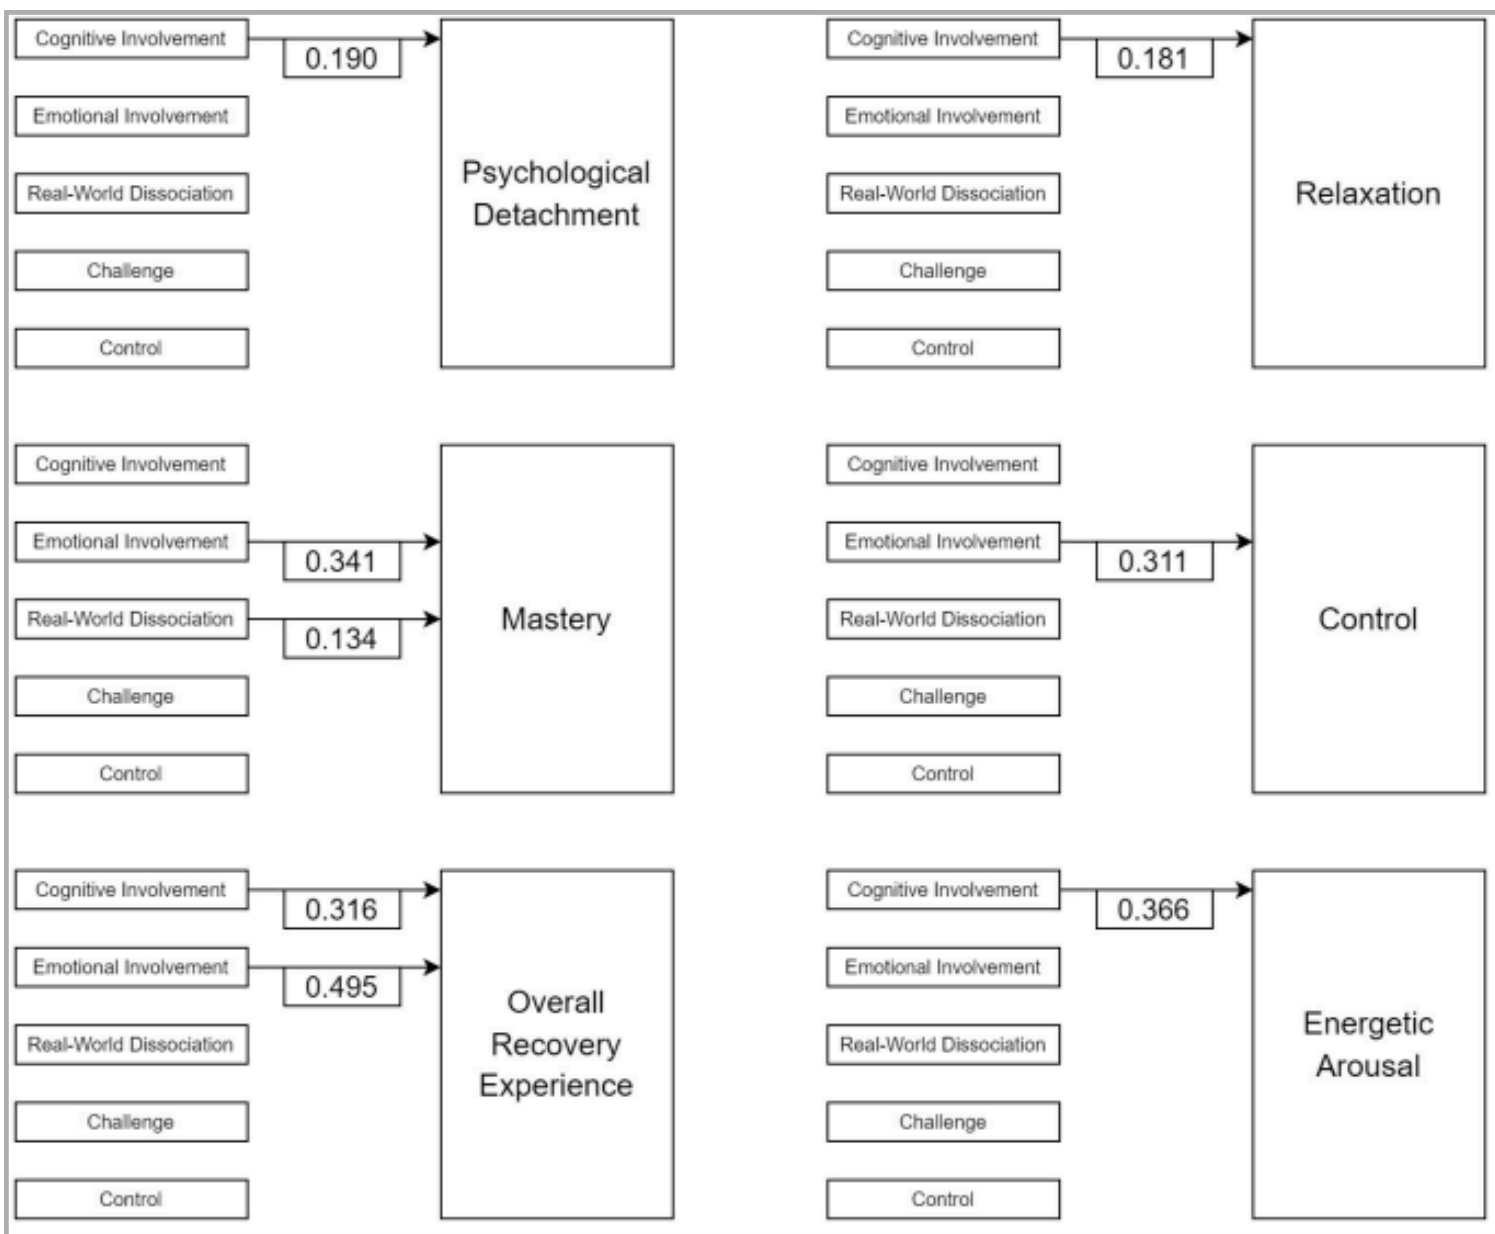 Cognitive Involvement
0.190
Emotional Involvement
Real-World Dissociation
Challenge
Control
Psychological
Detachment
Cognitive Involvement
0.181
Emotional Involvement
Real-World Dissociation
Challenge
Control
Relaxation
Cognitive Involvement
Emotional Involvement
0.341
Real-World Dissociation
0.134
Challenge
Control
Mastery
Cognitive Involvement
Emotional Involvement
0.311
Real-World Dissociation
Challenge
Control
Control
Cognitive Involvement
0.316
Emotional Involvement
0.495
Real-World Dissociation
Challenge
Control
Overall
Recovery
Experience
Cognitive Involvement
0.366
Emotional Involvement
Real-World Dissociation
Challenge
Control
Energetic
Arousal